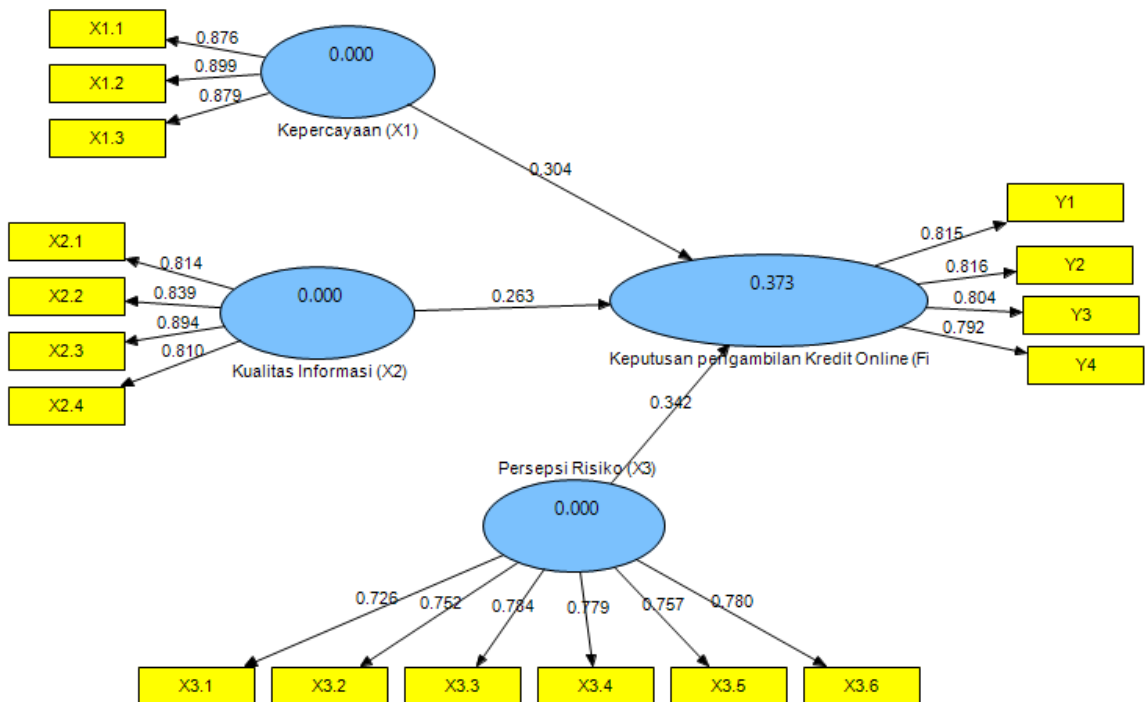 X1.1
0.876
X1.2
0.899
X1.3
0.879
0.000
Kepercayaan (X1)
0.304
X2.1
0.814
X2.2
0.839
X2.3
0.894
X2.4
0.810
0.000
Kualitas Informasi (X2)
0.263
0.373
Keputusan pengambilan Kredit Online (Fi
Y1
0.815
Y2
0.816
Y3
0.804
Y4
0.792
0.342
Persepsi Risiko (X3)
0.000
0.726
0.752
0.784
0.779
0.757
0.780
X3.1
X3.2
X3.3
X3.4
X3.5
X3.6